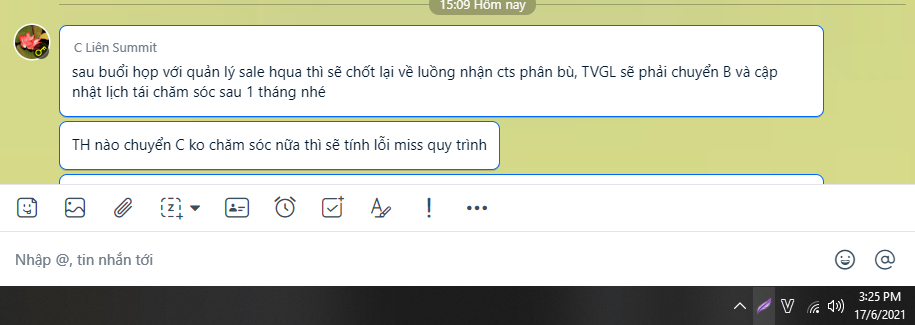 15:09 Hôm nay
C Liên Summit
sau buổi họp với quản lý sale hqua thì sẽ chốt lại về luồng nhận cts phân bù, TVGL sẽ phải chuyển B và cập
nhật lịch tái chăm sóc sau 1 tháng nhé
TH nào chuyển C ko chăm sóc nữa thì sẽ tính lỗi miss quy trình
Nhập @, tin nhắn tới
3:25 PM
17/6/2021